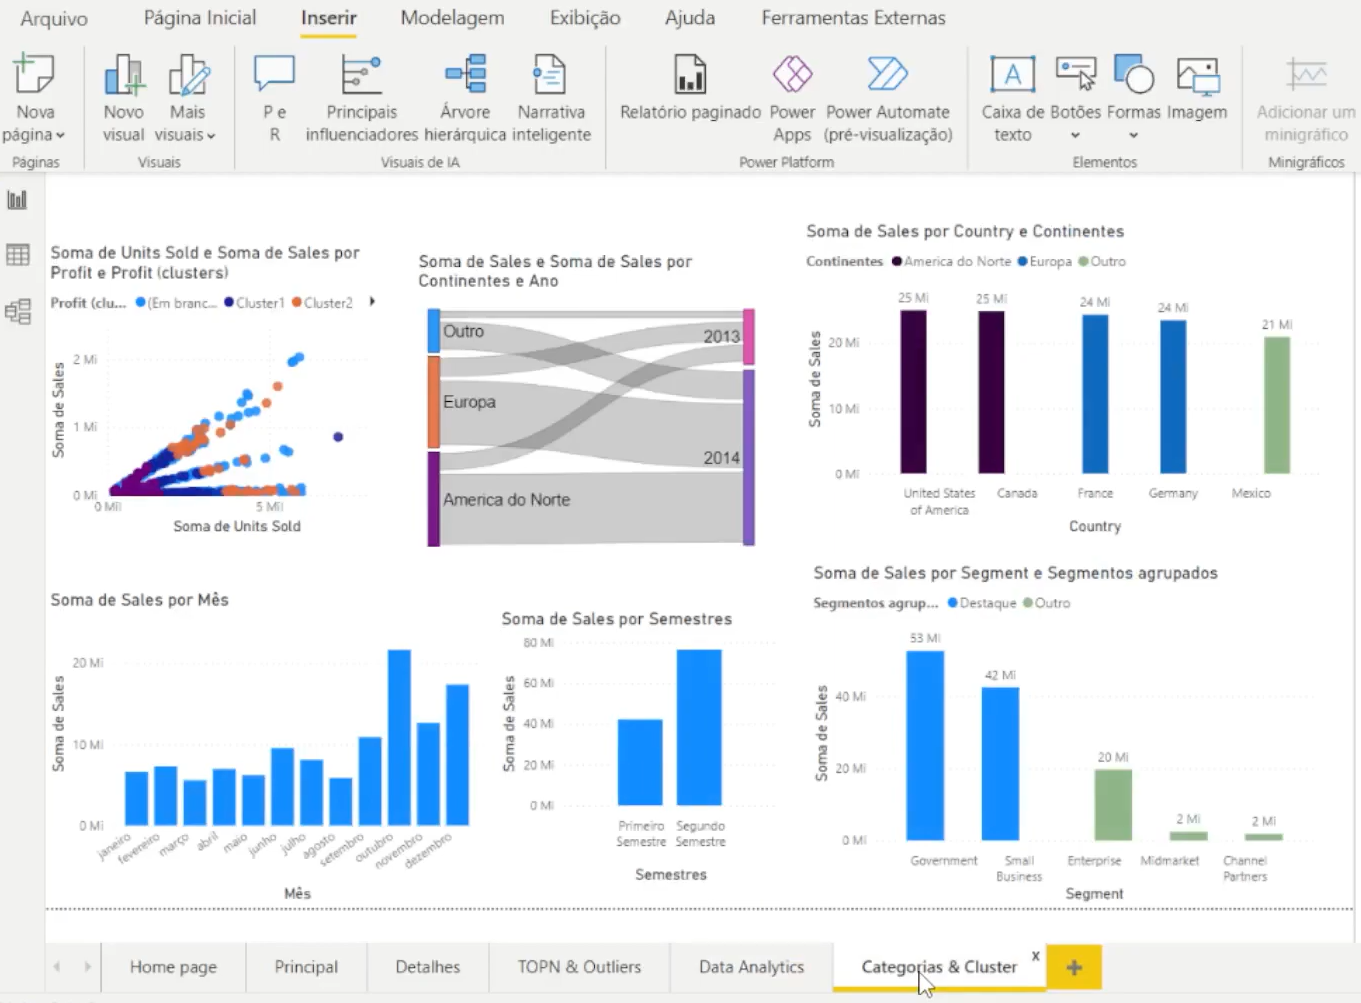 Arquivo Página Inicial Inserir Modelagem Exibição Ajuda Ferramentas Externas
Nova página
Novo visual
Mais visuais
P e R
Principais influenciadores
Árvore hierárquica
Narrativa inteligente
Relatório paginado
Power Apps
Power Automate (pré-visualização)
Caixa de texto
Botões
Formas
Imagem
Adicionar um minigráfico
Páginas Visuais Visuais de IA Power Platform Elementos Minigráficos
Soma de Units Sold e Soma de Sales por
Profit e Profit (clusters)
Profit (clu... (Em branc... Cluster1 Cluster2
Soma de Sales
2 Mi
1 Mi
0 Mi
0 Mil 5 Mil
Soma de Units Sold
Soma de Sales e Soma de Sales por
Continentes e Ano
Outro
Europa
America do Norte
2013
2014
Soma de Sales por Country e Continentes
Continentes America do Norte Europa Outro
Soma de Sales
20 Mi
10 Mi
0 Mi
25 Mi 25 Mi 24 Mi 24 Mi 21 Mi
United States of America Canada France Germany Mexico
Country
Soma de Sales por Mês
Soma de Sales
20 Mi
10 Mi
0 Mi
janeiro fevereiro março abril maio junho julho agosto setembro outubro novembro dezembro
Mês
Soma de Sales por Semestres
Soma de Sales
80 Mi
60 Mi
40 Mi
20 Mi
0 Mi
Primeiro Semestre Segundo Semestre
Semestres
Soma de Sales por Segment e Segmentos agrupados
Segmentos agrup... Destaque Outro
Soma de Sales
40 Mi
20 Mi
0 Mi
53 Mi 42 Mi 20 Mi 2 Mi 2 Mi
Government Small Business Enterprise Midmarket Channel Partners
Segment
Home page Principal Detalhes TOPN & Outliers Data Analytics Categorias & Cluster x +